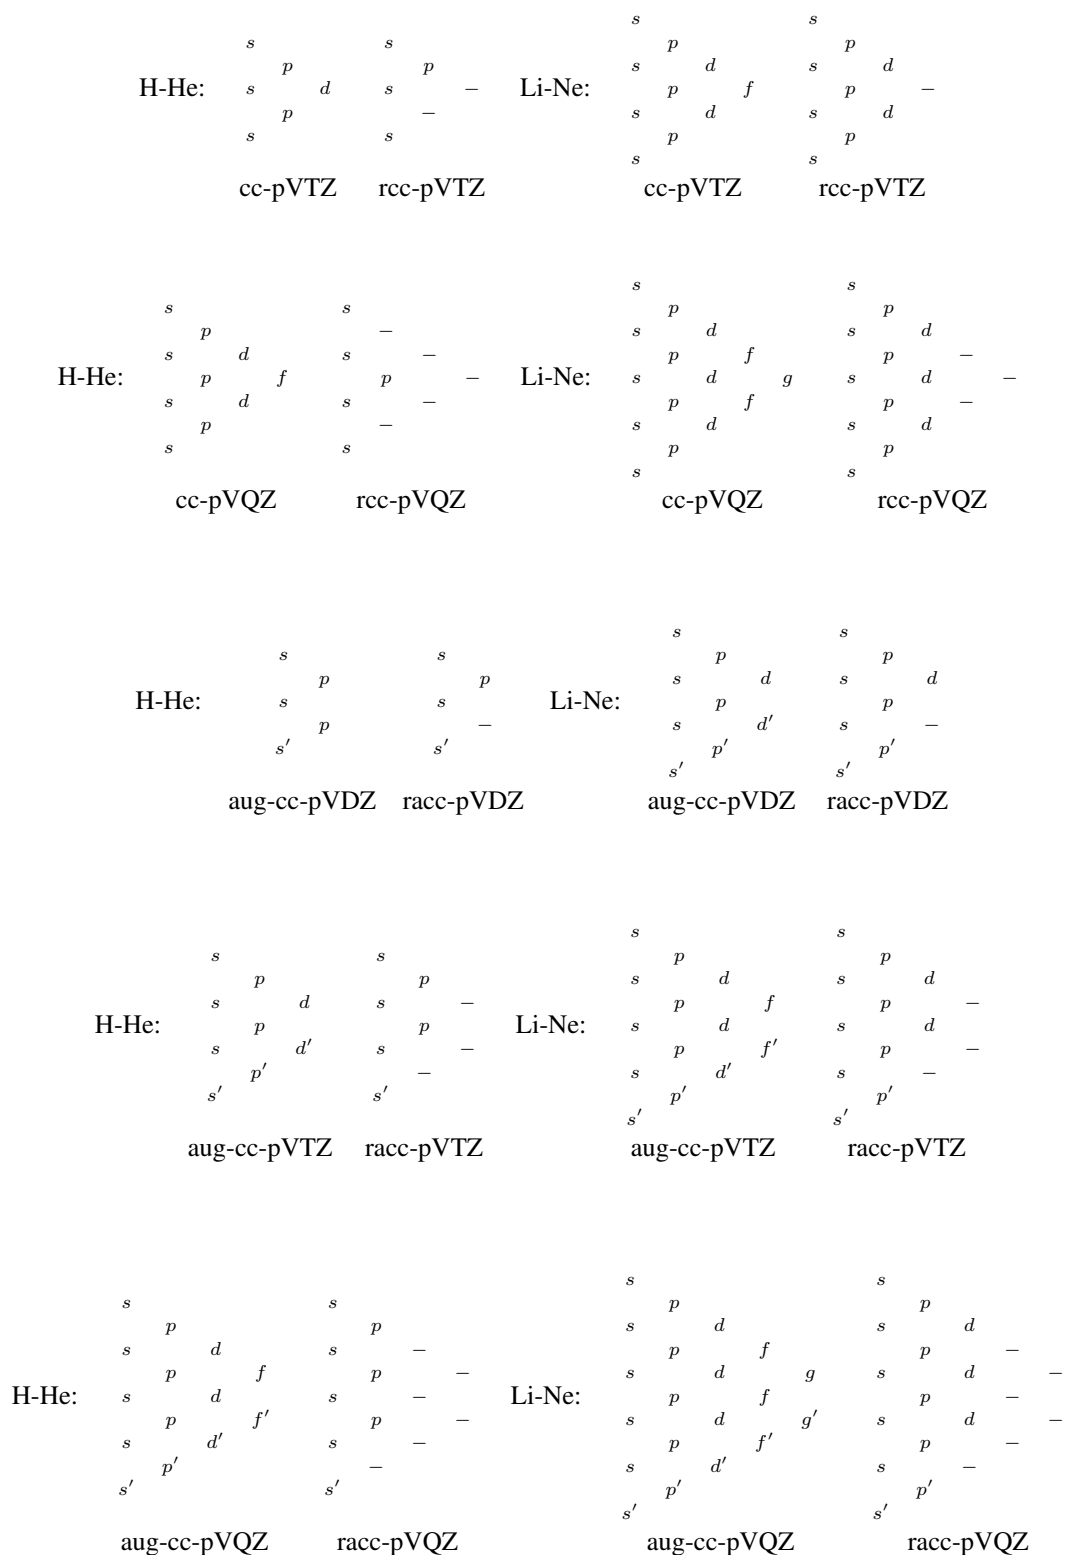 s s
s s p p
p p s d s d
H-He: s d s − Li-Ne: p f p −
p − s d s d
s s p p
s s
cc-pVTZ rcc-pVTZ cc-pVTZ rcc-pVTZ
s s
s s p p
p − s d s d
s d s − p f p −
H-He: p f p − Li-Ne: s d g s d −
s d s − p f p −
p − s d s d
s s p p
s s
cc-pVQZ rcc-pVQZ cc-pVQZ rcc-pVQZ
s s
s s p p
H-He: p p Li-Ne: s d s d
s s p p
p − s d′ s −
s′ s′ p′ p′
s′ s′
aug-cc-pVDZ racc-pVDZ aug-cc-pVDZ racc-pVDZ
s s
s s p p
p p s d s d
s d s − p f p −
H-He: p p Li-Ne: s d s d
s d′ s − p f′ p −
p′ − s d′ s −
s′ s′ p′ p′
s′ s′
aug-cc-pVTZ racc-pVTZ aug-cc-pVTZ racc-pVTZ
s s
s s p p
p p s d s d
s d s − p f p −
p f p − s d g s d −
H-He: s d s − Li-Ne: p f p −
p f′ p − s d g′ s d −
s d′ s − p f′ p −
p′ − s d′ s −
s′ s′ p′ p′
s′ s′
aug-cc-pVQZ racc-pVQZ aug-cc-pVQZ racc-pVQZ